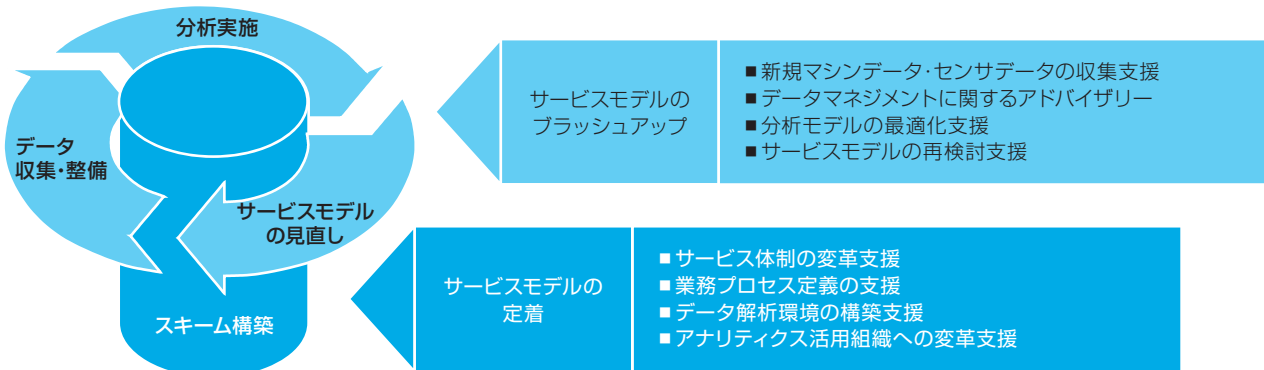 分析実施
データ
収集・整備
サービスモデル
の見直し
スキーム構築
サービスモデルの
ブラッシュアップ
■新規マシンデータ・センサデータの収集支援
■データマネジメントに関するアドバイザリー
■分析モデルの最適化支援
■サービスモデルの再検討支援
サービスモデルの
定着
■サービス体制の変革支援
■業務プロセス定義の支援
■データ解析環境の構築支援
■アナリティクス活用組織への変革支援